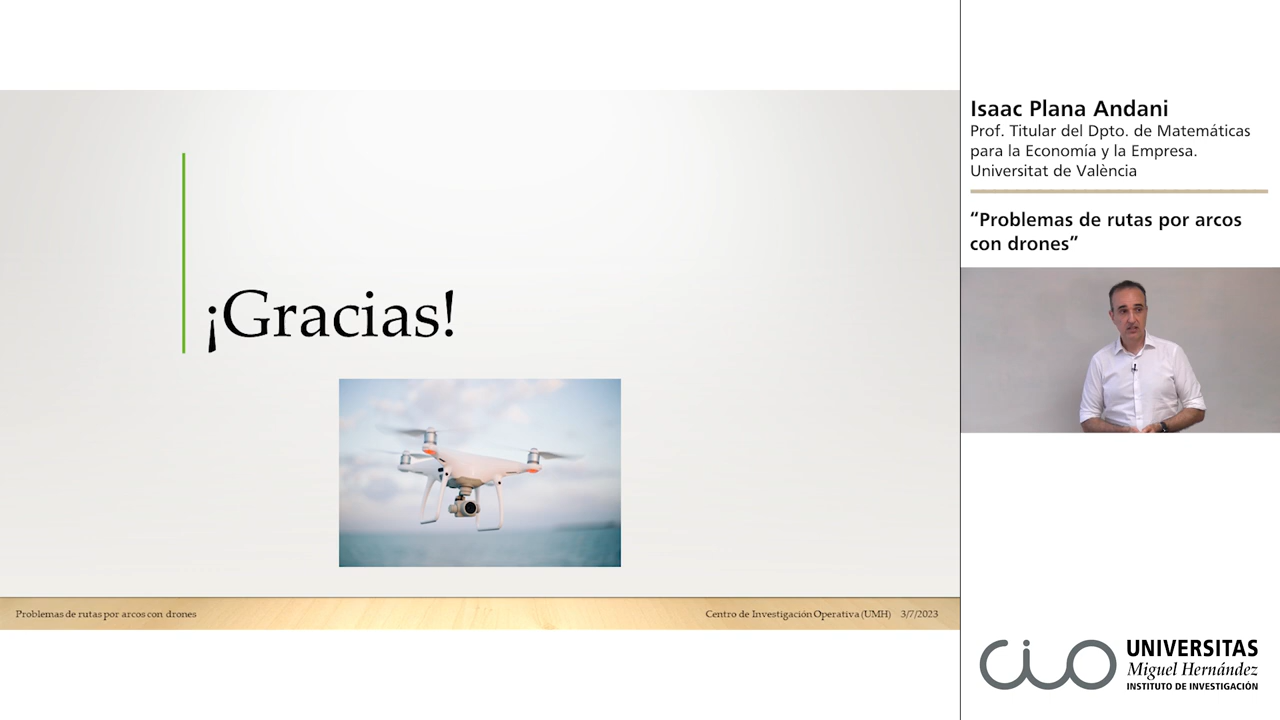 ¡Gracias!
Problemas de rutas por arcos con drones
Centro de Investigación Operativa (UMH) 3/7/2023
Isaac Plana Andani
Prof. Titular del Dpto. de Matemáticas
para la Economía y la Empresa.
Universitat de València
“Problemas de rutas por arcos
con drones”
cio
UNIVERSITAS
Miguel Hernández
INSTITUTO DE INVESTIGACIÓN